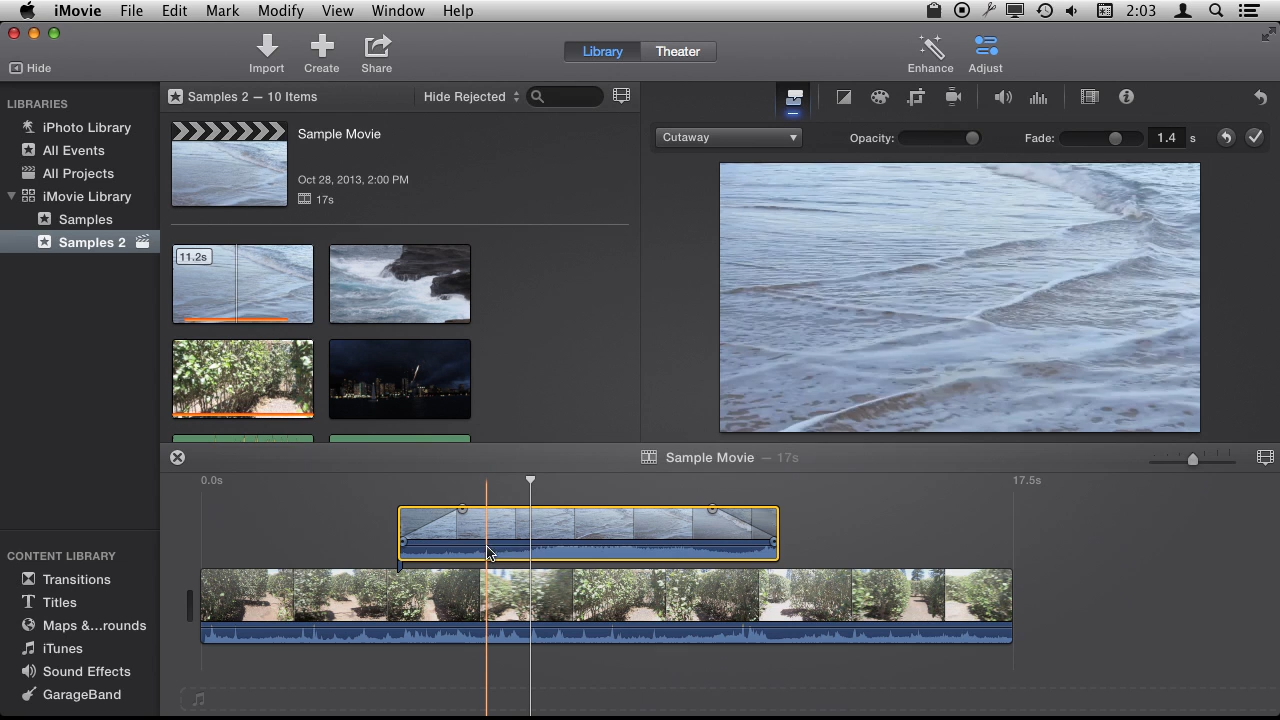 iMovie File Edit Mark Modify View Window Help 2:03
Hide Import Create Share Library Theater Enhance Adjust
LIBRARIES
iPhoto Library
All Events
All Projects
iMovie Library
Samples
Samples 2
CONTENT LIBRARY
Transitions
Titles
Maps &...rounds
iTunes
Sound Effects
GarageBand
Samples 2 — 10 Items Hide Rejected
Sample Movie
Oct 28, 2013, 2:00 PM
17s
11.2s
Cutaway Opacity: Fade: 1.4 s
Sample Movie — 17s
0.0s 17.5s